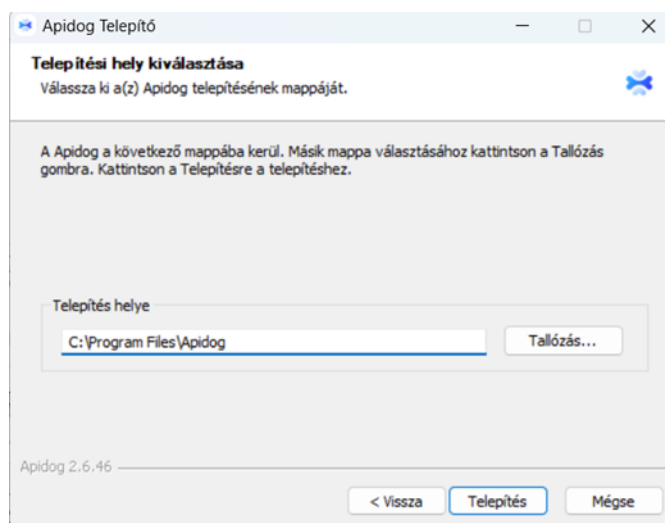 Apidog Telepítő
Telepítési hely kiválasztása
Válassza ki a(z) Apidog telepítésének mappáját.
A Apidog a következő mappába kerül. Másik mappa választásához kattintson a Tallózás
gombra. Kattintson a Telepítésre a telepítéshez.
Telepítés helye
C:\Program Files\Apidog
Tallózás...
Apidog 2.6.46
< Vissza
Telepítés
Mégse